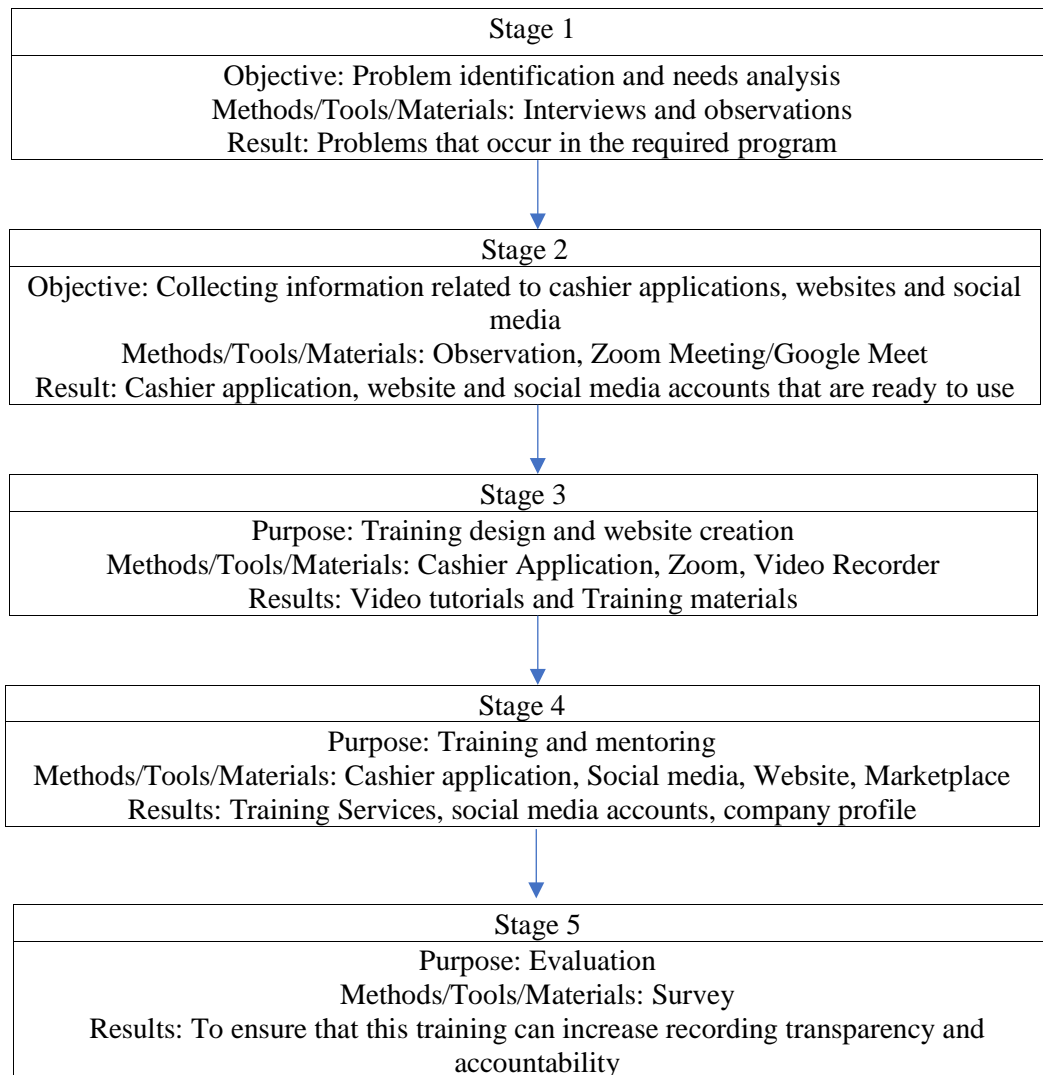 Stage 1
Objective: Problem identification and needs analysis
Methods/Tools/Materials: Interviews and observations
Result: Problems that occur in the required program
Stage 2
Objective: Collecting information related to cashier applications, websites and social
media
Methods/Tools/Materials: Observation, Zoom Meeting/Google Meet
Result: Cashier application, website and social media accounts that are ready to use
Stage 3
Purpose: Training design and website creation
Methods/Tools/Materials: Cashier Application, Zoom, Video Recorder
Results: Video tutorials and Training materials
Stage 4
Purpose: Training and mentoring
Methods/Tools/Materials: Cashier application, Social media, Website, Marketplace
Results: Training Services, social media accounts, company profile
Stage 5
Purpose: Evaluation
Methods/Tools/Materials: Survey
Results: To ensure that this training can increase recording transparency and
accountability